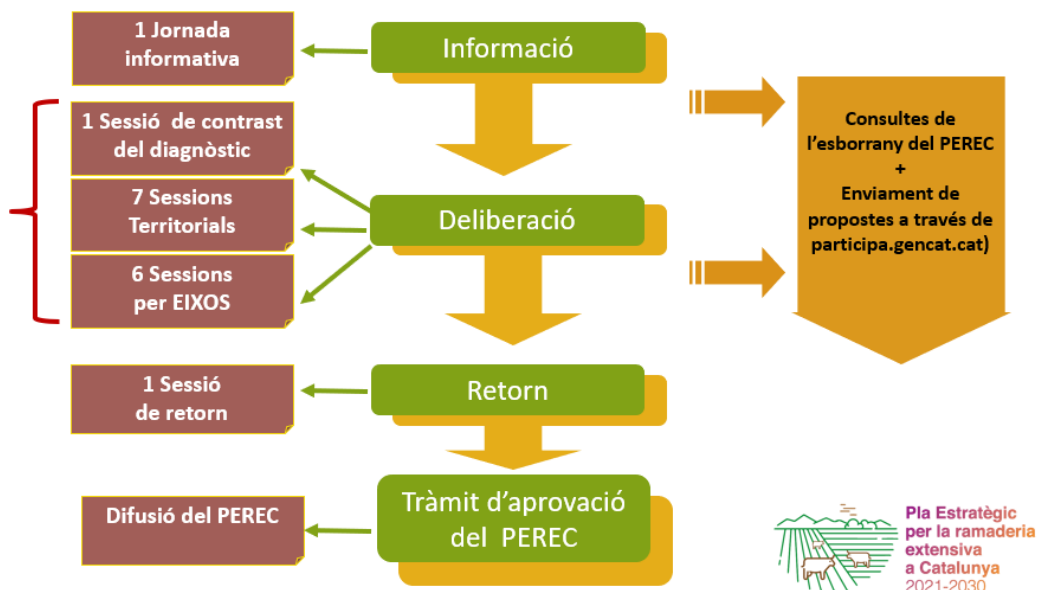 1 Jornada
informativa
Informació
1 Sessió de contrast
del diagnòstic
7 Sessions
Territorials
6 Sessions
per EIXOS
Deliberació
Consultes de
l'esborrany del PEREC
+
Enviament de
propostes a través de
participa.gencat.cat)
1 Sessió
de retorn
Retorn
Difusió del PEREC
Tràmit d'aprovació
del PEREC
Pla Estratègic
per la ramaderia
extensiva
a Catalunya
2021-2030